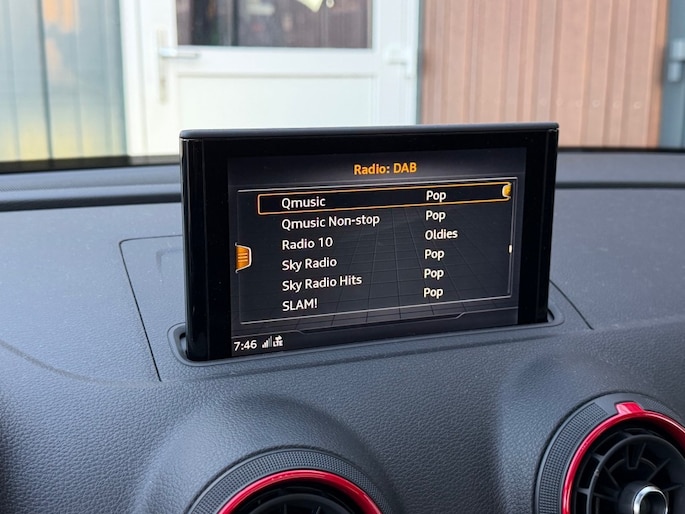 Radio: DAB
Qmusic Pop
Qmusic Non-stop Pop
Radio 10 Oldies
Sky Radio Pop
Sky Radio Hits Pop
SLAM! Pop
7:46 LTE